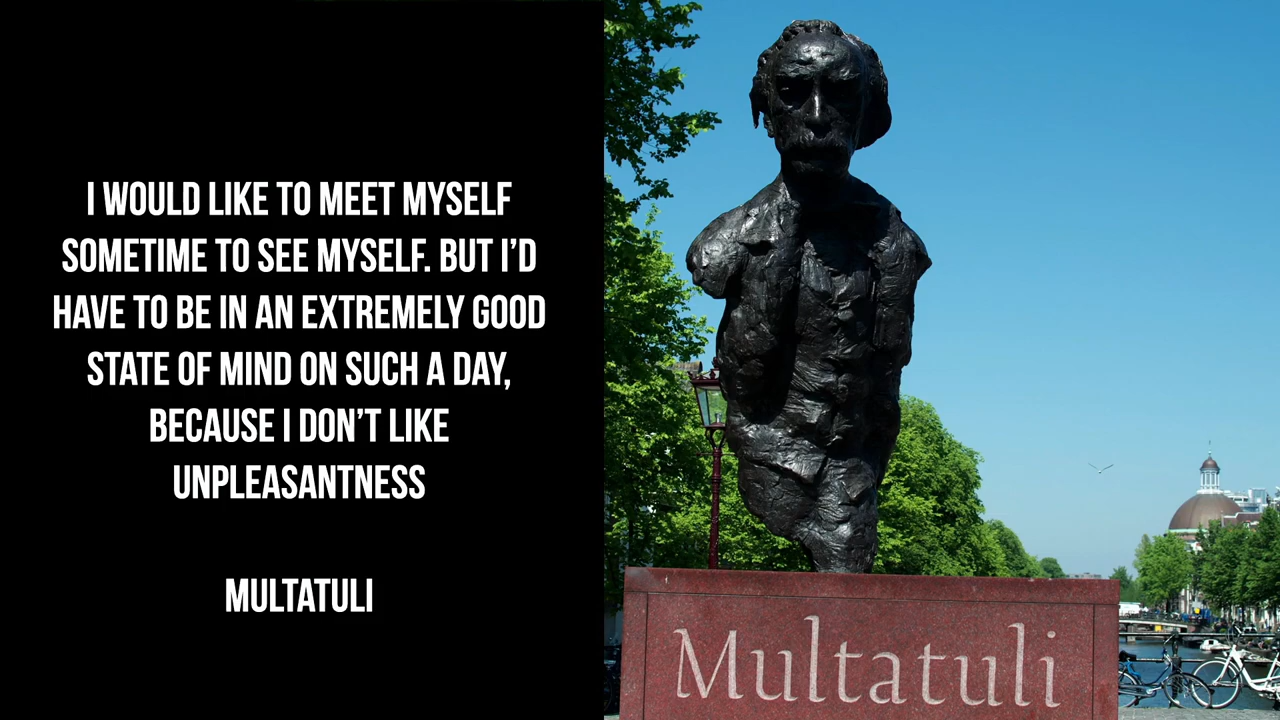 I WOULD LIKE TO MEET MYSELF
SOMETIME TO SEE MYSELF. BUT I’D
HAVE TO BE IN AN EXTREMELY GOOD
STATE OF MIND ON SUCH A DAY,
BECAUSE I DON’T LIKE
UNPLEASANTNESS
MULTATULI
Multatuli